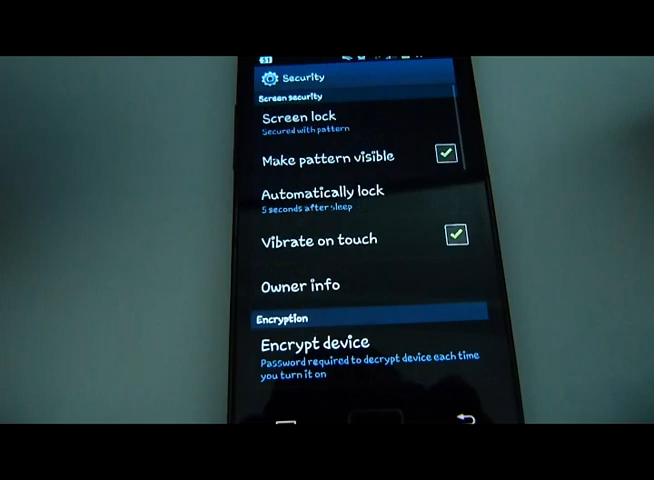 Security
Screen security
Screen lock
Secured with pattern
Make pattern visible
Automatically lock
5 seconds after sleep
Vibrate on touch
Owner info
Encryption
Encrypt device
Password required to decrypt device each time
you turn it on